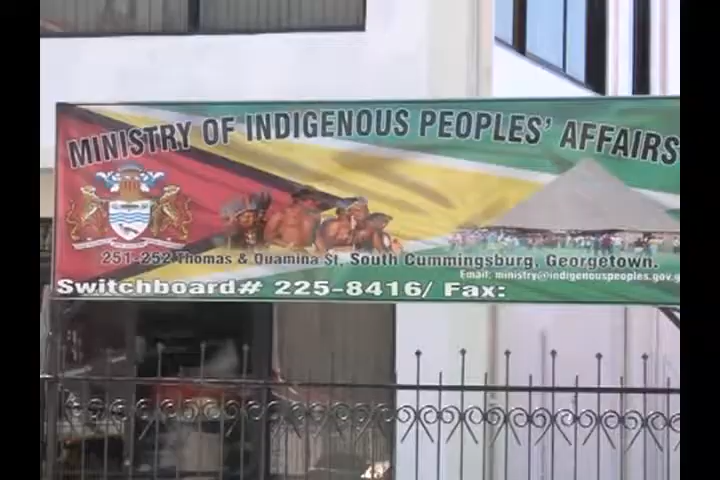 MINISTRY OF INDIGENOUS PEOPLES' AFFAIRS
251-252 Thomas & Quamina St, South Cummingsburg, Georgetown.
Email: ministry@indigenouspeoples.gov.g
Switchboard# 225-8416/ Fax: